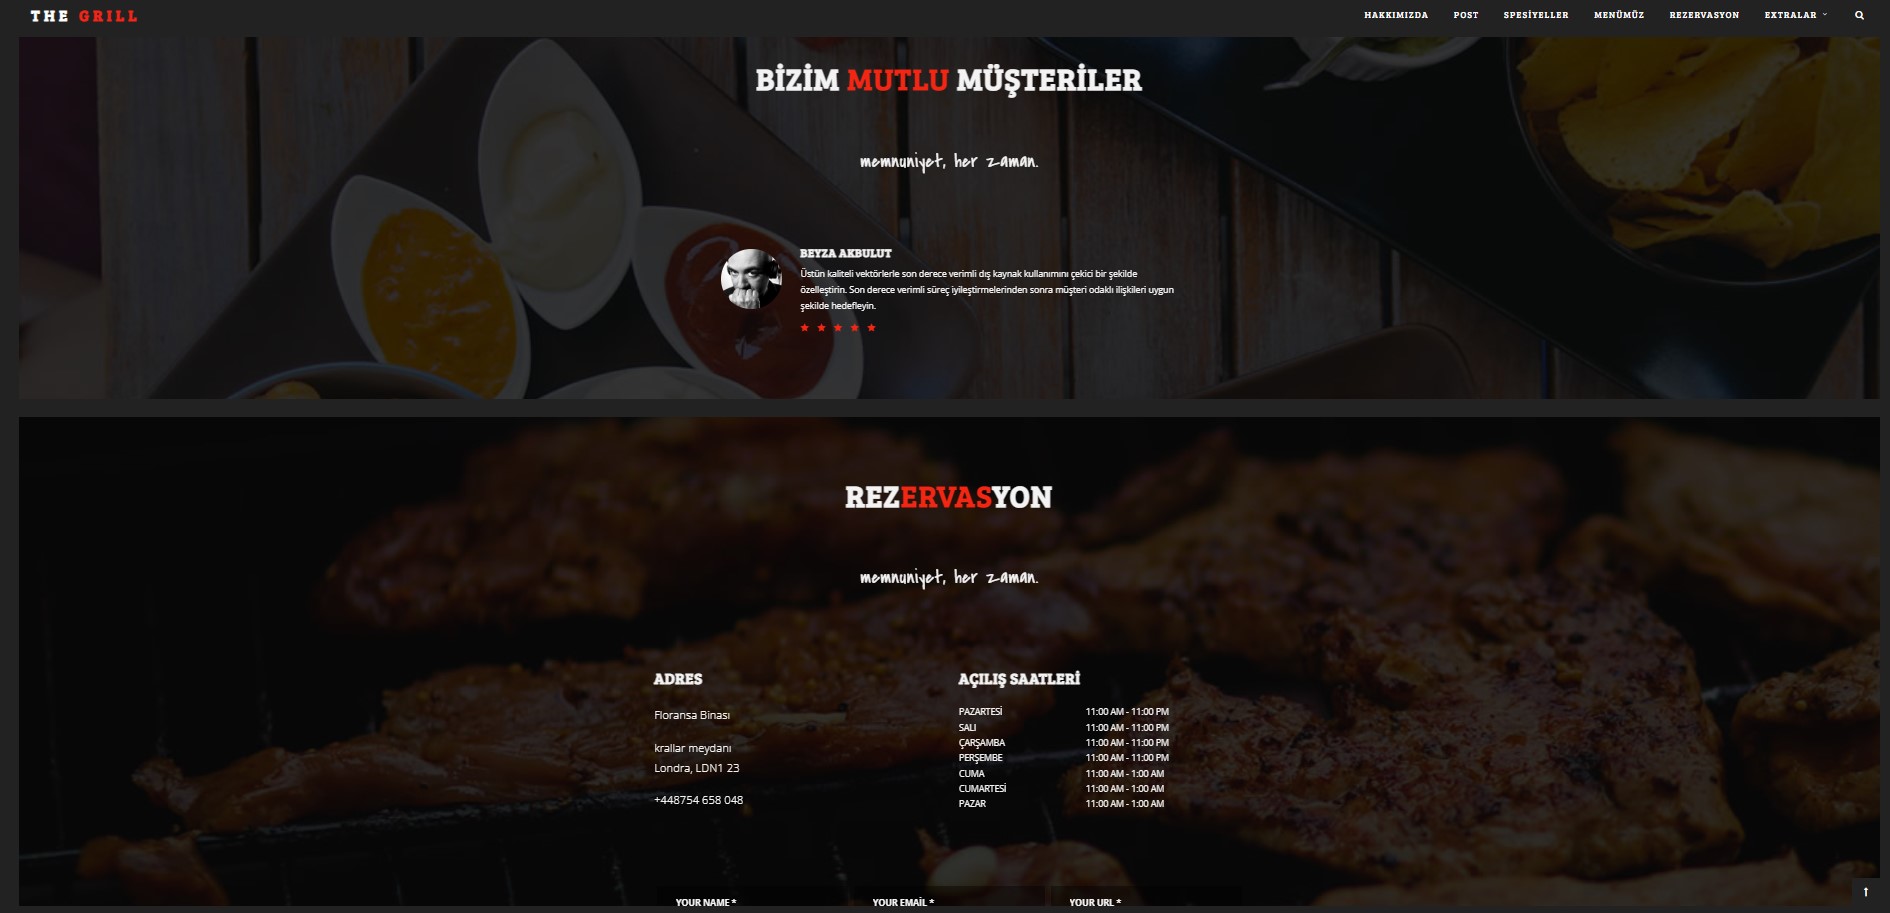 THE GRILL
HAKKIMIZDA
POST
SPESİYELLER
MENÜMÜZ
REZERVASYON
EXTRALAR
BİZİM MUTLU MÜŞTERİLER
memnuniyet, her zaman.
BEYZA AKBULUT
Üstün kaliteli vektörlerle son derece verimli dış kaynak kullanımını çekici bir şekilde
özelleştirin. Son derece verimli süreç iyileştirmelerinden sonra müşteri odaklı ilişkileri uygun
şekilde hedefleyin.
REZERVASYON
memnuniyet, her zaman.
ADRES
Floransa Binası
krallar meydanı
Londra, LDN1 23
+448754 658 048
AÇILIŞ SAATLERİ
PAZARTESİ 11:00 AM - 11:00 PM
SALI 11:00 AM - 11:00 PM
ÇARŞAMBA 11:00 AM - 11:00 PM
PERŞEMBE 11:00 AM - 11:00 PM
CUMA 11:00 AM - 1:00 AM
CUMARTESİ 11:00 AM - 1:00 AM
PAZAR 11:00 AM - 1:00 AM
YOUR NAME *
YOUR EMAİL *
YOUR URL *